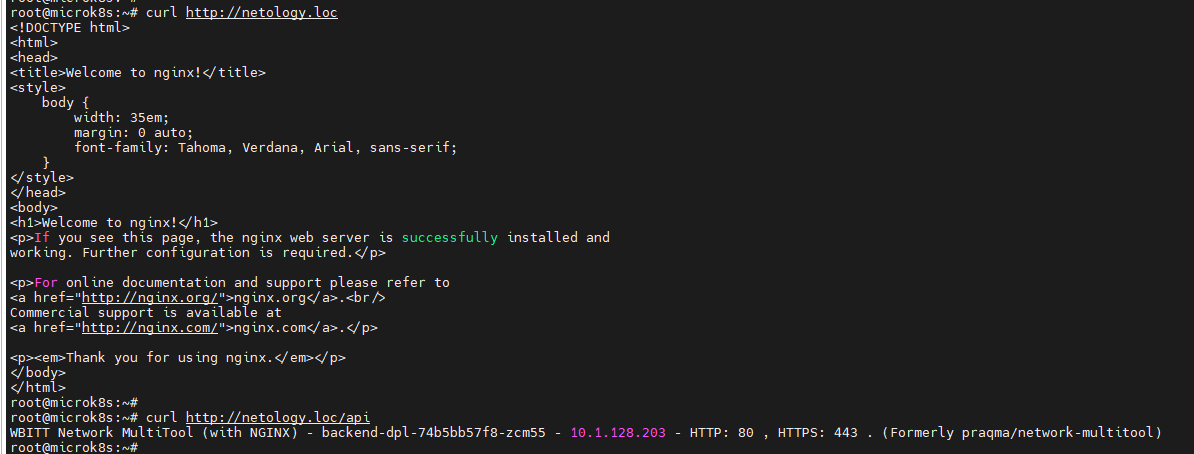 root@microk8s:~# curl http://netology.loc
<!DOCTYPE html>
<html>
<head>
<title>Welcome to nginx!</title>
<style>
    body {
        width: 35em;
        margin: 0 auto;
        font-family: Tahoma, Verdana, Arial, sans-serif;
    }
</style>
</head>
<body>
<h1>Welcome to nginx!</h1>
<p>If you see this page, the nginx web server is successfully installed and
working. Further configuration is required.</p>

<p>For online documentation and support please refer to
<a href="http://nginx.org/">nginx.org</a>.<br/>
Commercial support is available at
<a href="http://nginx.com/">nginx.com</a>.</p>

<p><em>Thank you for using nginx.</em></p>
</body>
</html>
root@microk8s:~#
root@microk8s:~# curl http://netology.loc/api
WBITT Network MultiTool (with NGINX) - backend-dpl-74b5bb57f8-zcm55 - 10.1.128.203 - HTTP: 80 , HTTPS: 443 . (Formerly praqma/network-multitool)
root@microk8s:~#